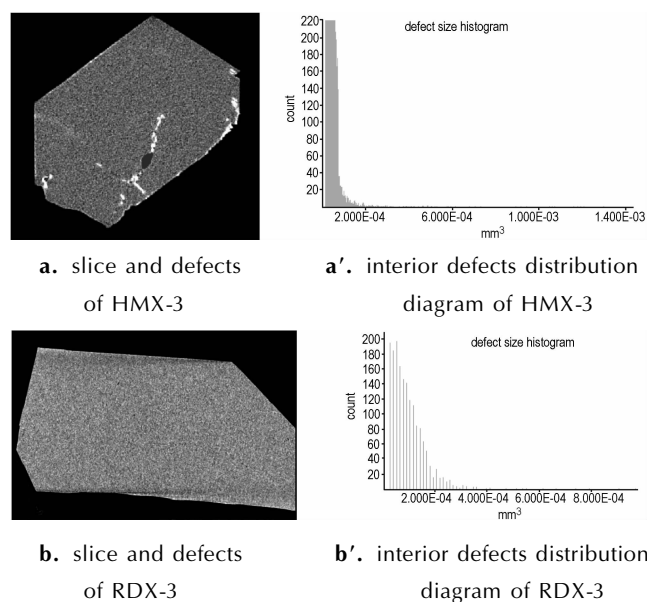 defect size histogram
220
200
180
160
140
120
100
80
60
40
20
count
2.000E-04 6.000E-04 1.000E-03 1.400E-03
mm3
a. slice and defects
of HMX-3
a'. interior defects distribution
diagram of HMX-3
defect size histogram
200
180
160
140
120
100
80
60
40
20
count
2.000E-04 4.000E-04 6.000E-04 8.000E-04
mm3
b. slice and defects
of RDX-3
b'. interior defects distribution
diagram of RDX-3